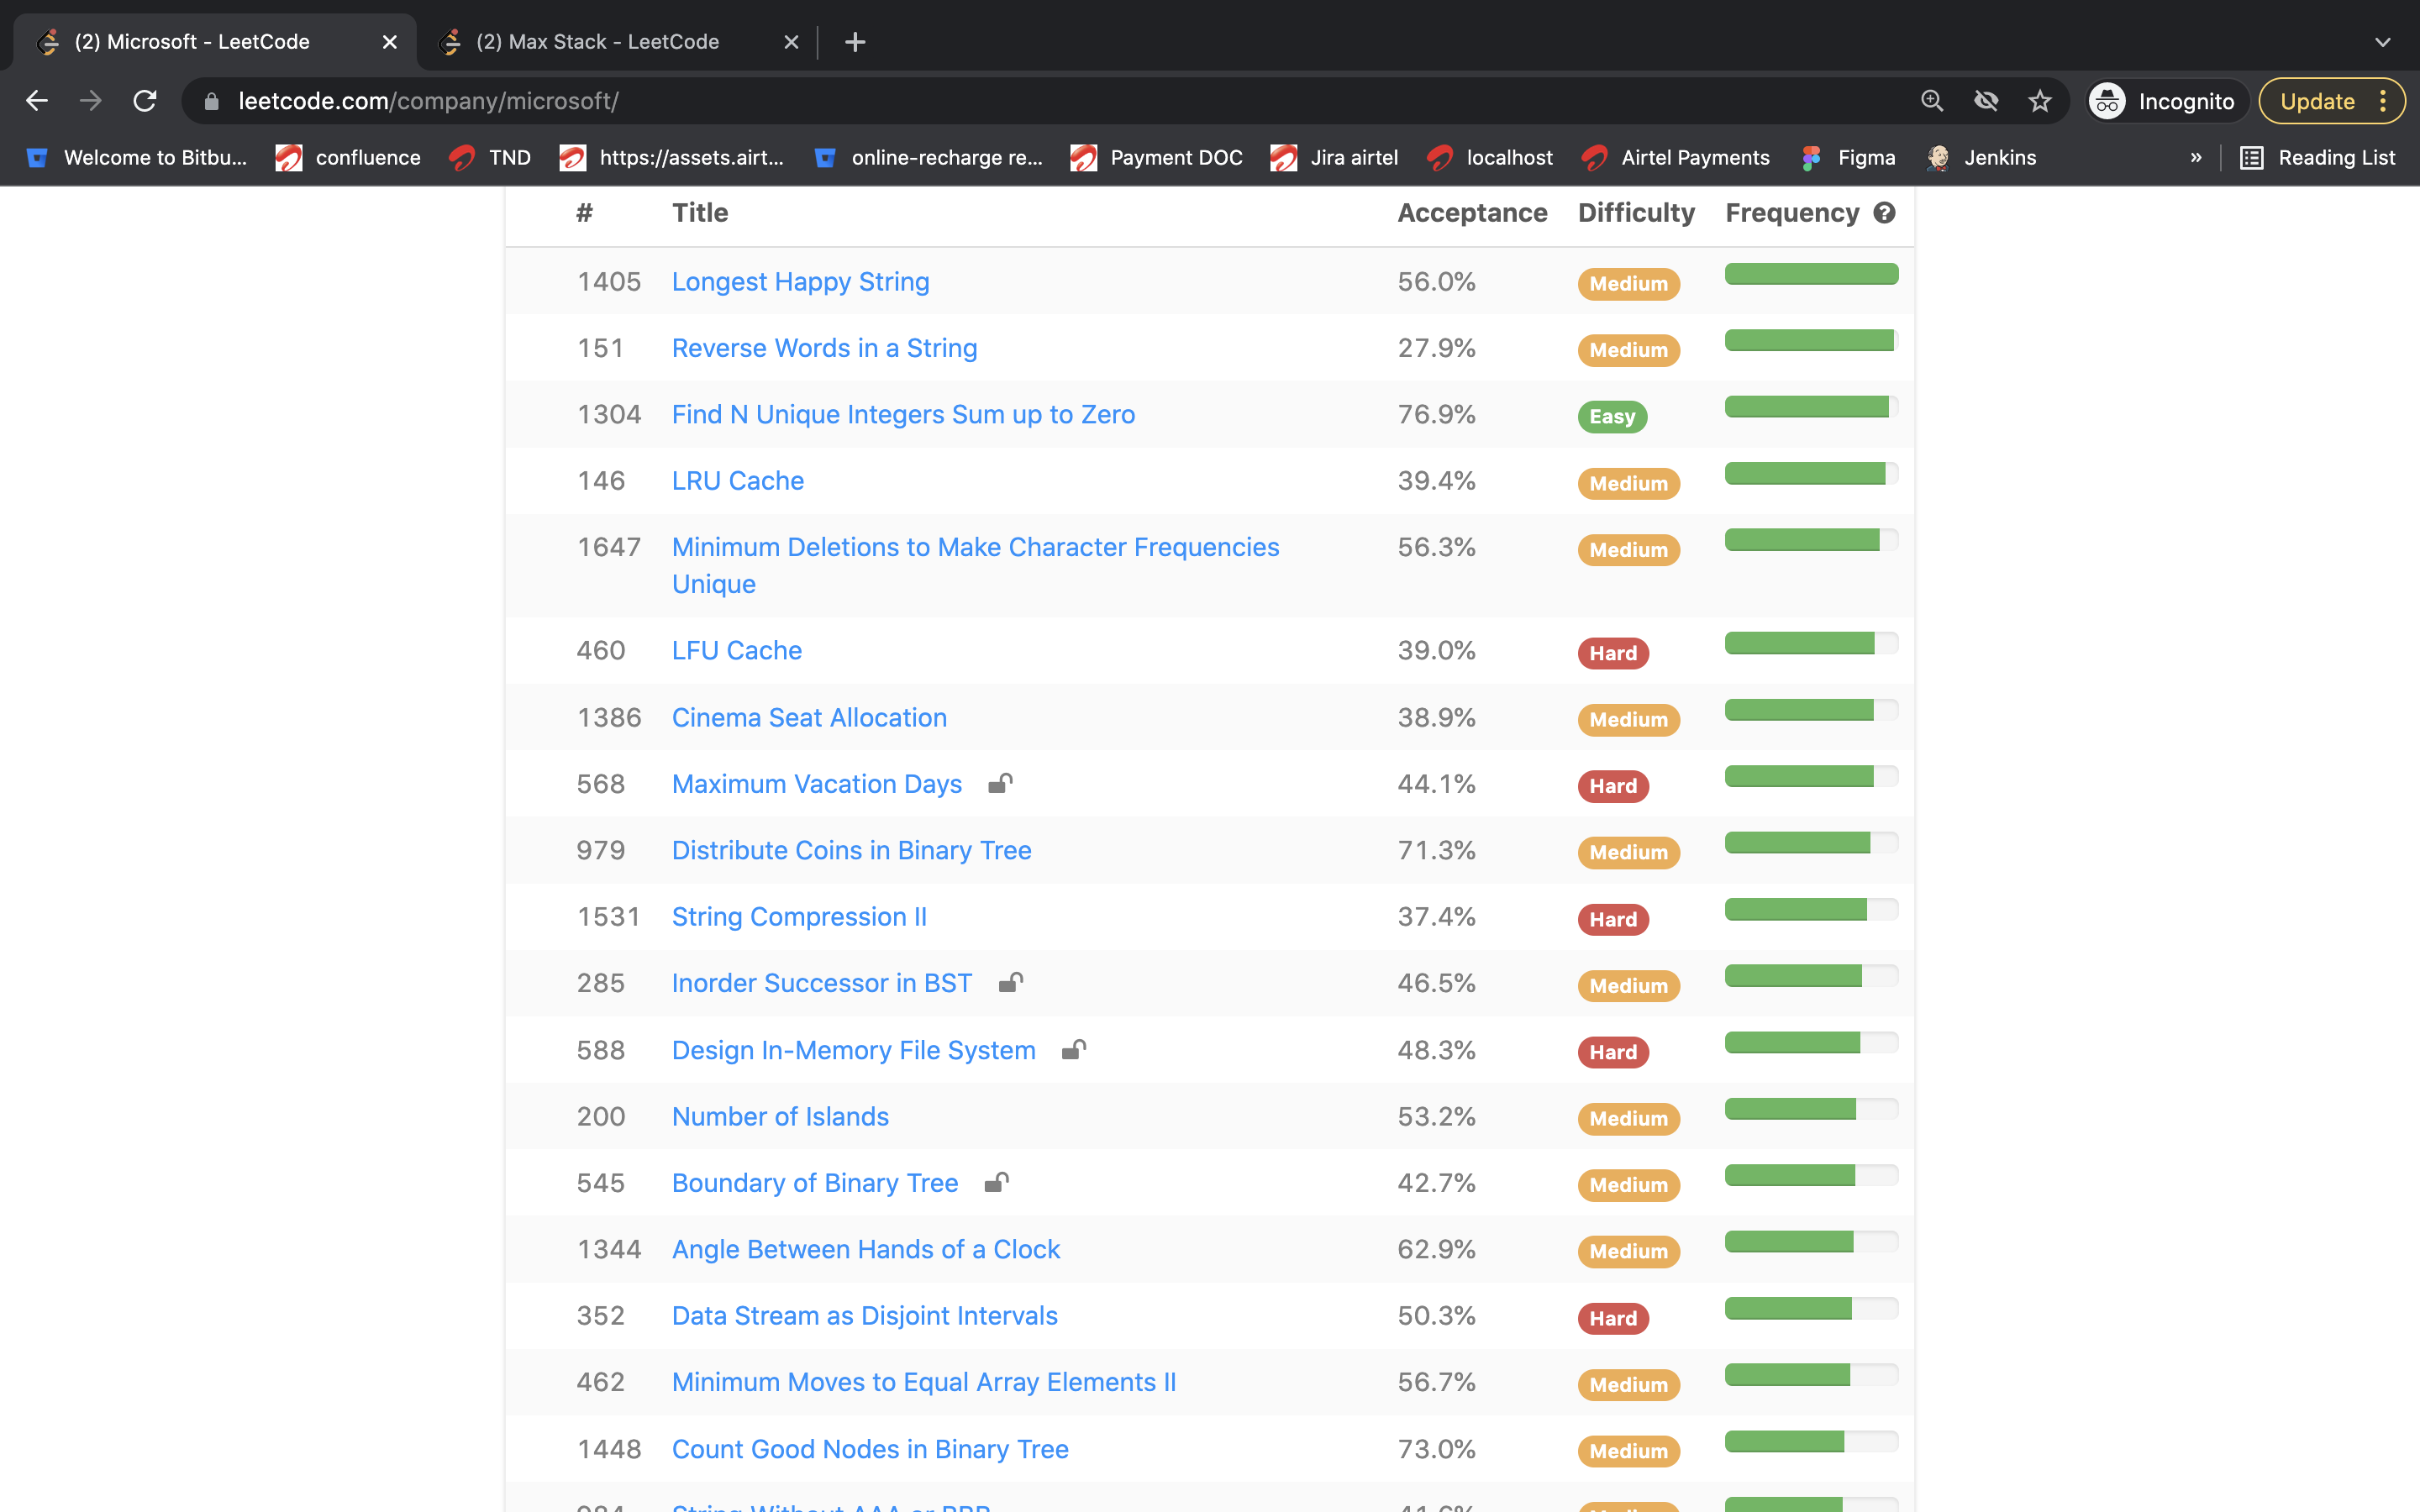 (2) Microsoft - LeetCode
(2) Max Stack - LeetCode
leetcode.com/company/microsoft/
Incognito
Update
Welcome to Bitbu...
confluence
TND
https://assets.airt...
online-recharge re...
Payment DOC
Jira airtel
localhost
Airtel Payments
Figma
Jenkins
»
Reading List
# Title Acceptance Difficulty Frequency ?
1405 Longest Happy String 56.0% Medium
151 Reverse Words in a String 27.9% Medium
1304 Find N Unique Integers Sum up to Zero 76.9% Easy
146 LRU Cache 39.4% Medium
1647 Minimum Deletions to Make Character Frequencies 56.3% Medium
Unique
460 LFU Cache 39.0% Hard
1386 Cinema Seat Allocation 38.9% Medium
568 Maximum Vacation Days 44.1% Hard
979 Distribute Coins in Binary Tree 71.3% Medium
1531 String Compression II 37.4% Hard
285 Inorder Successor in BST 46.5% Medium
588 Design In-Memory File System 48.3% Hard
200 Number of Islands 53.2% Medium
545 Boundary of Binary Tree 42.7% Medium
1344 Angle Between Hands of a Clock 62.9% Medium
352 Data Stream as Disjoint Intervals 50.3% Hard
462 Minimum Moves to Equal Array Elements II 56.7% Medium
1448 Count Good Nodes in Binary Tree 73.0% Medium
984 String Without AAA or BBB 41.6% Medium